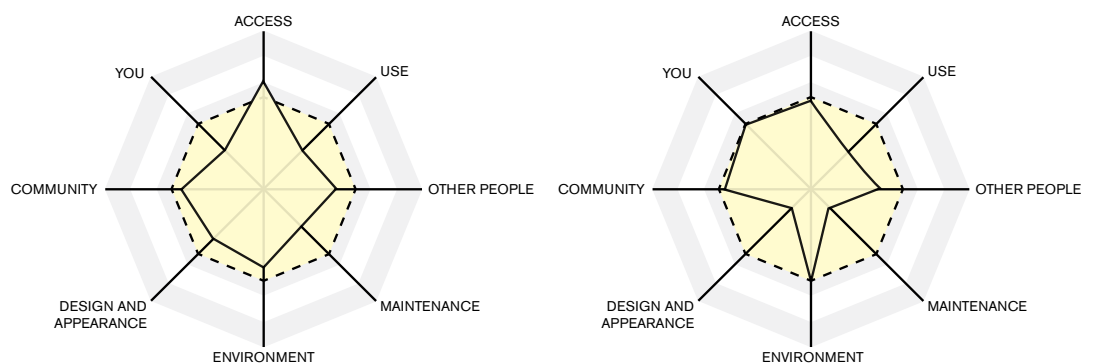 ACCESS
USE
OTHER PEOPLE
MAINTENANCE
ENVIRONMENT
DESIGN AND
APPEARANCE
COMMUNITY
YOU
ACCESS
USE
OTHER PEOPLE
MAINTENANCE
ENVIRONMENT
DESIGN AND
APPEARANCE
COMMUNITY
YOU